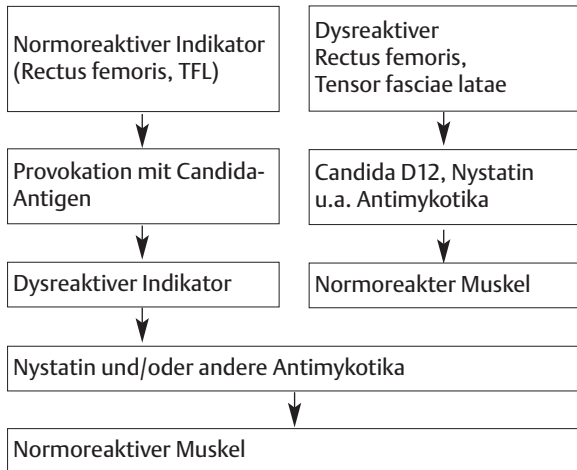 Normoreaktiver Indikator
(Rectus femoris, TFL)
Provokation mit Candida-
Antigen
Dysreaktiver Indikator
Dysreaktiver
Rectus femoris,
Tensor fasciae latae
Candida D12, Nystatin
u.a. Antimykotika
Normoreakter Muskel
Nystatin und/oder andere Antimykotika
Normoreaktiver Muskel